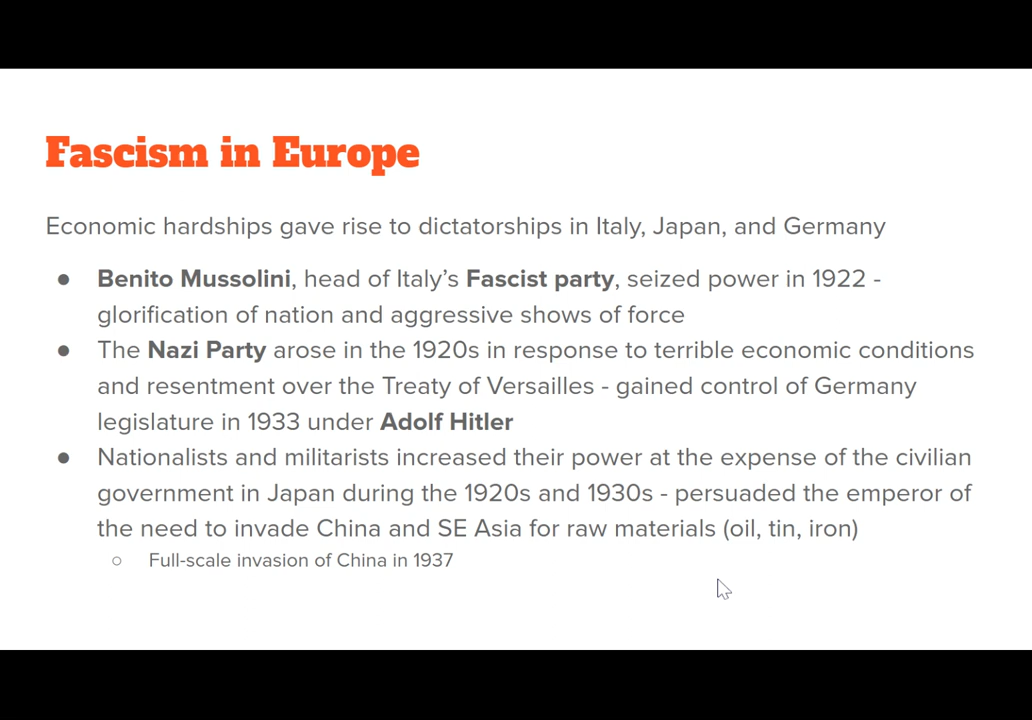 Fascism in Europe
Economic hardships gave rise to dictatorships in Italy, Japan, and Germany
● Benito Mussolini, head of Italy's Fascist party, seized power in 1922 -
glorification of nation and aggressive shows of force
● The Nazi Party arose in the 1920s in response to terrible economic conditions
and resentment over the Treaty of Versailles - gained control of Germany
legislature in 1933 under Adolf Hitler
● Nationalists and militarists increased their power at the expense of the civilian
government in Japan during the 1920s and 1930s - persuaded the emperor of
the need to invade China and SE Asia for raw materials (oil, tin, iron)
○ Full-scale invasion of China in 1937